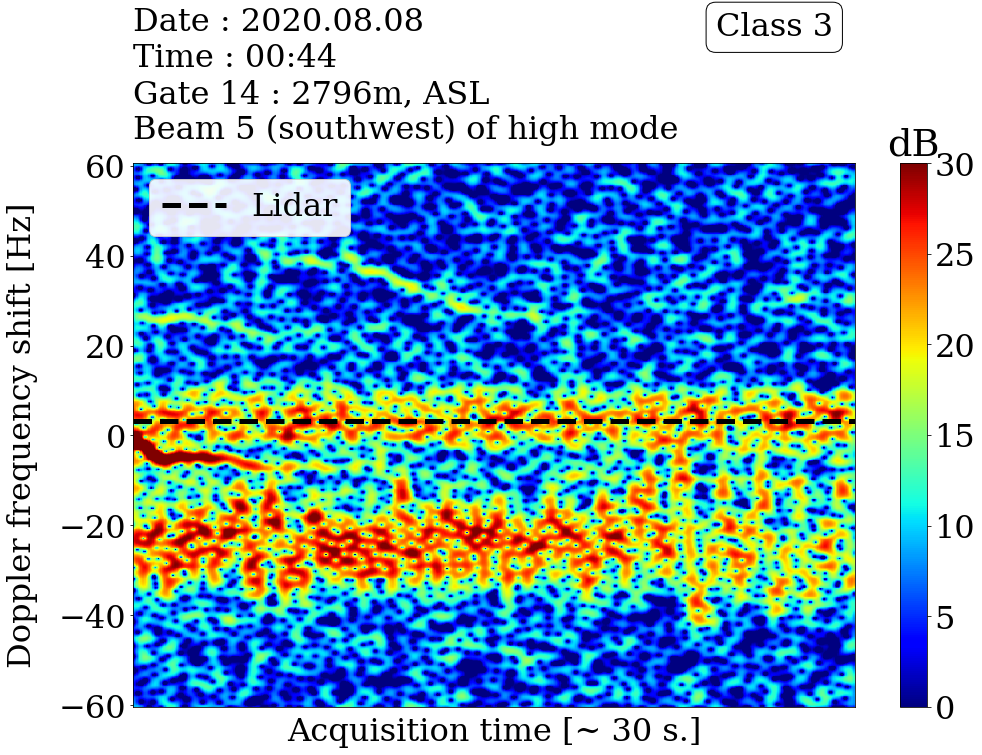 Date : 2020.08.08
Time : 00:44
Gate 14 : 2796m, ASL
Beam 5 (southwest) of high mode
Class 3
dB
Lidar
Doppler frequency shift [Hz]
60
40
20
0
−20
−40
−60
Acquisition time [~ 30 s.]
30
25
20
15
10
5
0